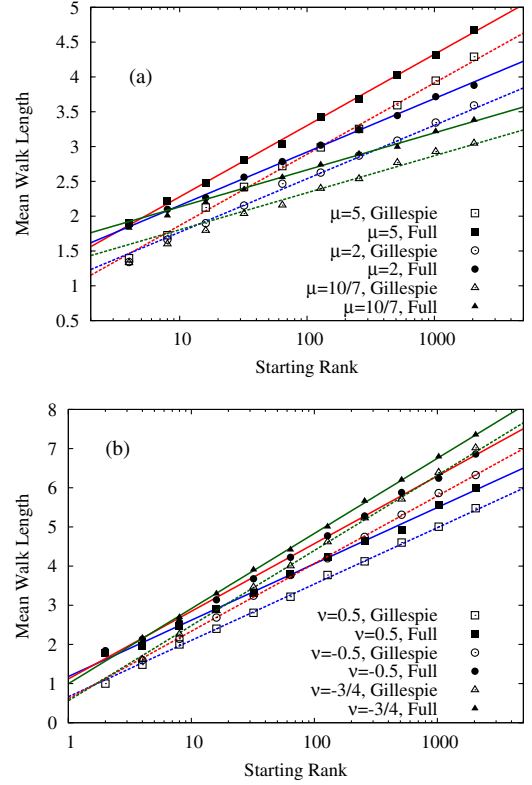 5
4.5
4
3.5
3
2.5
2
1.5
1
0.5
Mean Walk Length
(a)
μ=5, Gillespie
μ=5, Full
μ=2, Gillespie
μ=2, Full
μ=10/7, Gillespie
μ=10/7, Full
10 100 1000
Starting Rank
8
7
6
5
4
3
2
1
0
Mean Walk Length
(b)
ν=0.5, Gillespie
ν=0.5, Full
ν=-0.5, Gillespie
ν=-0.5, Full
ν=-3/4, Gillespie
ν=-3/4, Full
1 10 100 1000
Starting Rank